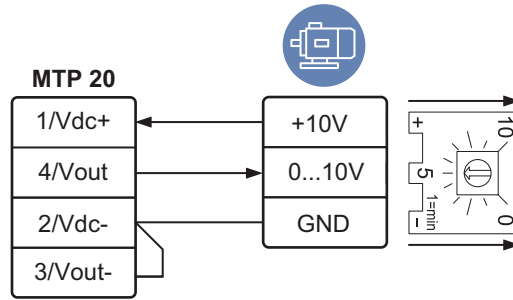 MTP 20
1/Vdc+
4/Vout
2/Vdc-
3/Vout-
+10V
0...10V
GND
+
-
5
1=min
10
0